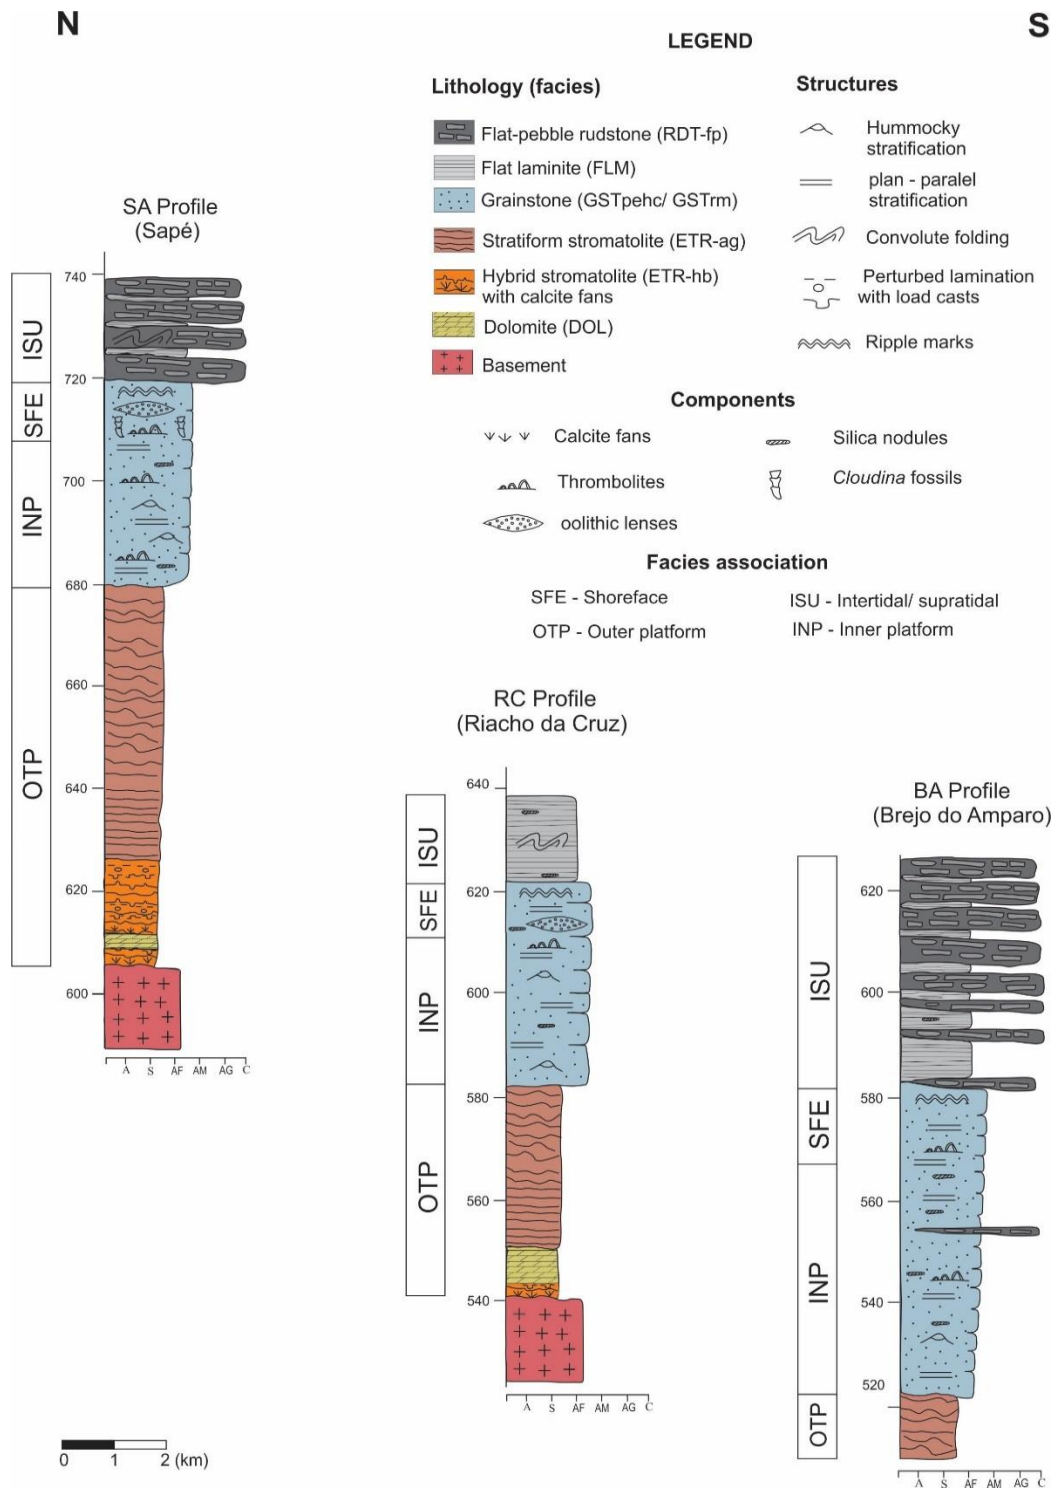 N
S
LEGEND
Lithology (facies)
Flat-pebble rudstone (RDT-fp)
Flat laminite (FLM)
Grainstone (GSTpehc/ GSTrm)
Stratiform stromatolite (ETR-ag)
Hybrid stromatolite (ETR-hb)
with calcite fans
Dolomite (DOL)
Basement
Structures
Hummocky
stratification
plan - paralel
stratification
Convolute folding
Perturbed lamination
with load casts
Ripple marks
Components
Calcite fans
Thrombolites
oolithic lenses
Silica nodules
Cloudina fossils
Facies association
SFE - Shoreface
OTP - Outer platform
ISU - Intertidal/ supratidal
INP - Inner platform
SA Profile
(Sapé)
ISU
SFE
INP
OTP
740
720
700
680
660
640
620
600
A S AF AM AG C
RC Profile
(Riacho da Cruz)
ISU
SFE
INP
OTP
640
620
600
580
560
540
A S AF AM AG C
BA Profile
(Brejo do Amparo)
ISU
SFE
INP
OTP
620
600
580
560
540
520
A S AF AM AG C
0 1 2 (km)